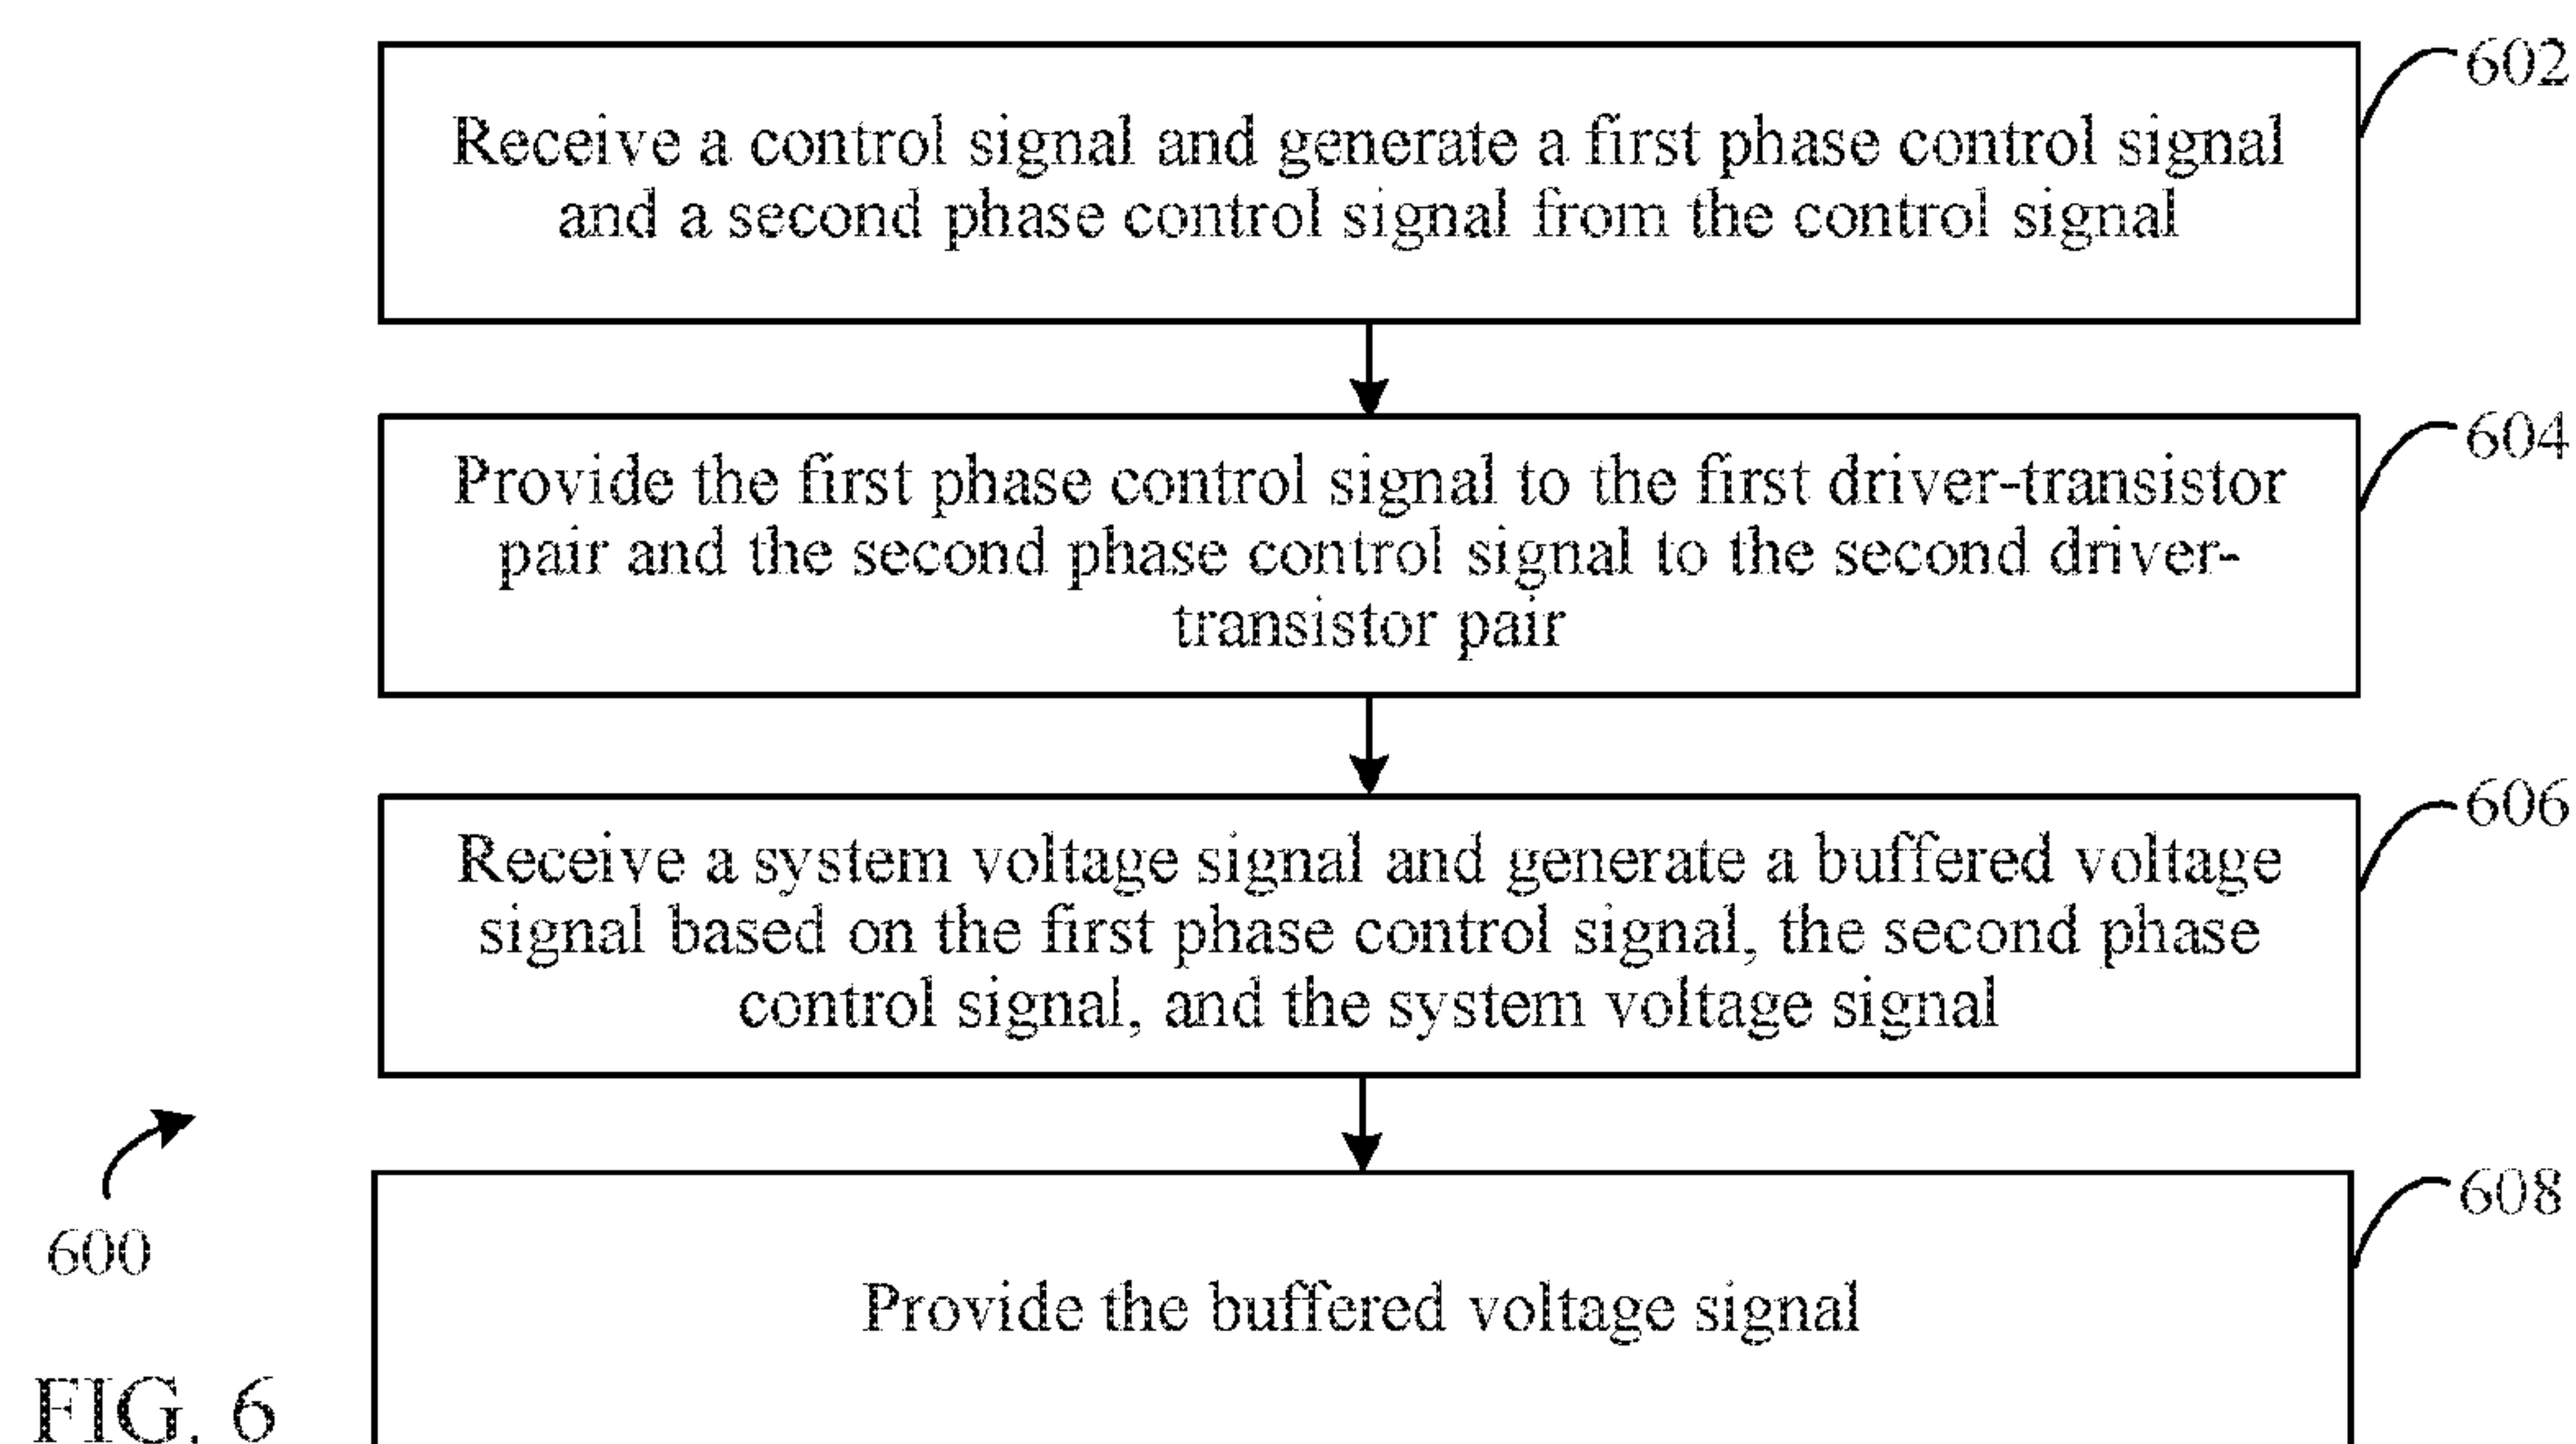 602
Receive a control signal and generate a first phase control signal
and a second phase control signal from the control signal
604
Provide the first phase control signal to the first driver-transistor
pair and the second phase control signal to the second driver-
transistor pair
606
Receive a system voltage signal and generate a buffered voltage
signal based on the first phase control signal, the second phase
control signal, and the system voltage signal
608
Provide the buffered voltage signal
600
FIG. 6